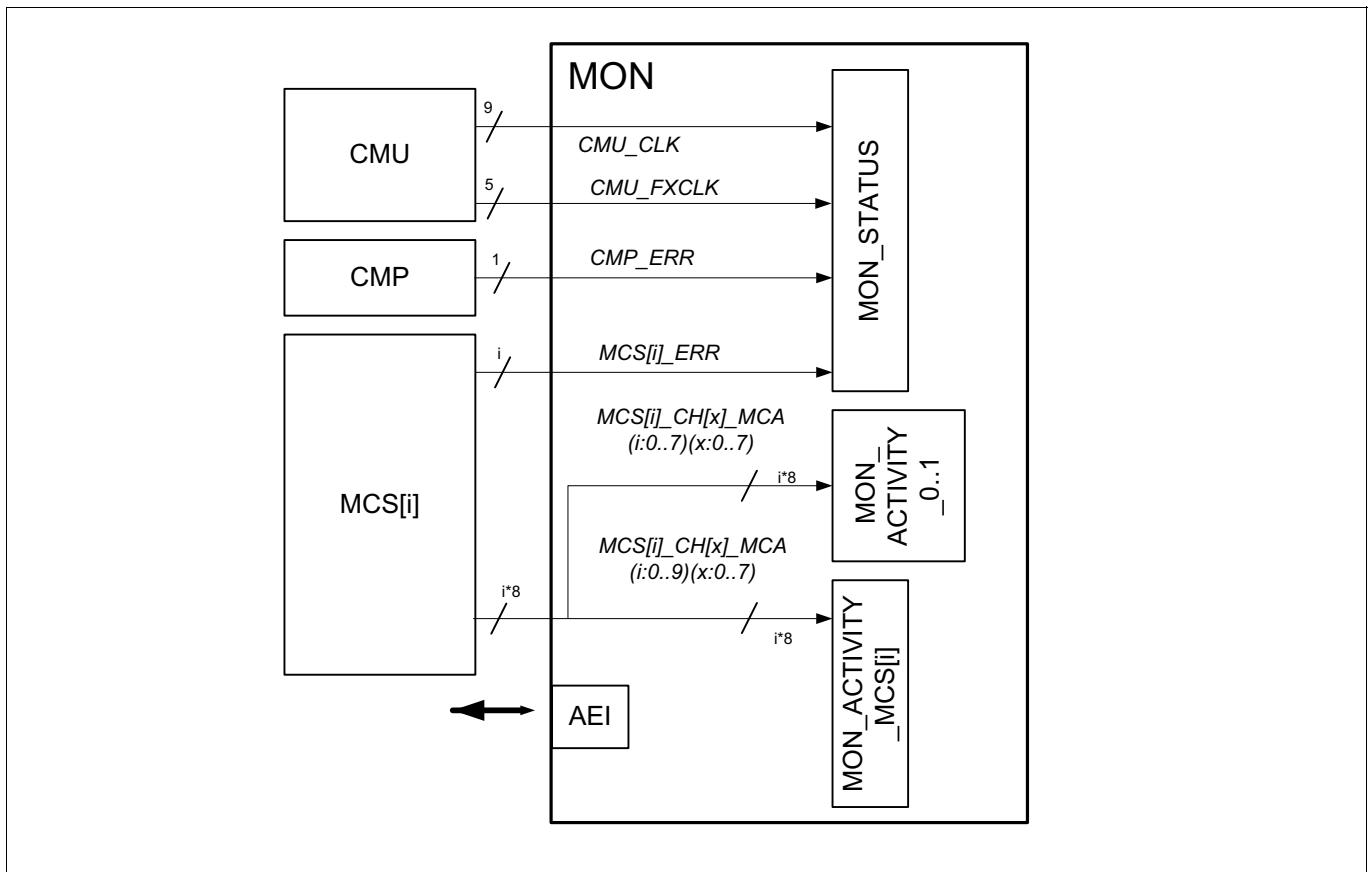 MON
9
CMU
CMU_CLK
5
CMU_FXCLK
MON_STATUS
CMP
1
CMP_ERR
i
MCS[i]_ERR
MCS[i]_CH[x]_MCA
(i:0..7)(x:0..7)
i*8
MON_
ACTIVITY
_0..1
MCS[i]
MCS[i]_CH[x]_MCA
(i:0..9)(x:0..7)
i*8
i*8
MON_ACTIVITY
_MCS[i]
AEI